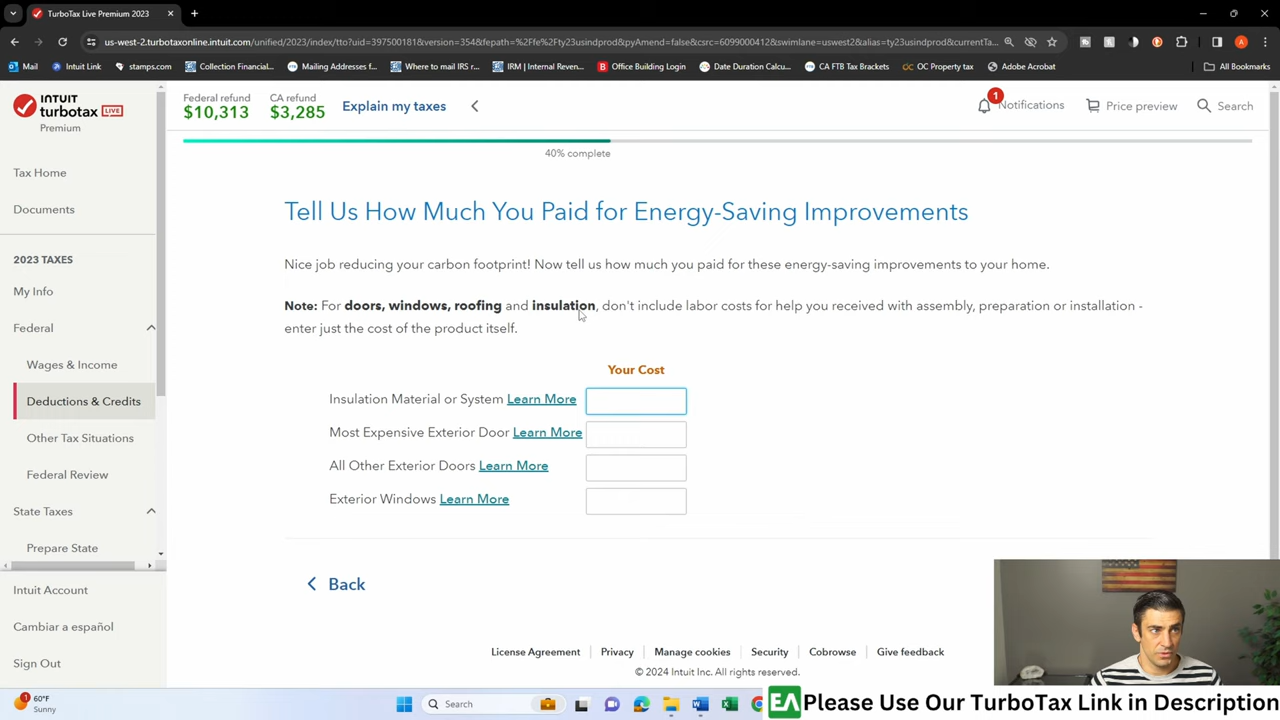 TurboTax Live Premium 2023
us-west-2.turbotaxonline.intuit.com/unified/2023/index/tto?uid=397500181&version=354&fepath=%2Ffe%2Fty23usindprod&pyAmend=false&csrc=6099000412&swimlane=uswest2&alias=ty23usindprod&currentTa...
Mail
Intuit Link
stamps.com
Collection Financial...
Mailing Addresses f...
Where to mail IRS r...
IRM | Internal Reven...
Office Building Loan
Date Duration Calcu...
CA FTB Tax Brackets
OC Property tax
Adobe Acrobat
All Bookmarks
INTUIT
turbotax LIVE
Premium
Federal refund
$10,313
CA refund
$3,285
Explain my taxes
1
Notifications
Price preview
Search
40% complete
Tax Home
Documents
2023 TAXES
My Info
Federal
Wages & Income
Deductions & Credits
Other Tax Situations
Federal Review
State Taxes
Prepare State
Intuit Account
Cambiar a español
Sign Out
Tell Us How Much You Paid for Energy-Saving Improvements
Nice job reducing your carbon footprint! Now tell us how much you paid for these energy-saving improvements to your home.
Note: For doors, windows, roofing and insulation, don't include labor costs for help you received with assembly, preparation or installation -
enter just the cost of the product itself.
Your Cost
Insulation Material or System Learn More
Most Expensive Exterior Door Learn More
All Other Exterior Doors Learn More
Exterior Windows Learn More
Back
License Agreement
Privacy
Manage cookies
Security
Cobrowse
Give feedback
© 2024 Intuit Inc. All rights reserved.
1
60°F
Sunny
Search
EA Please Use Our TurboTax Link in Description